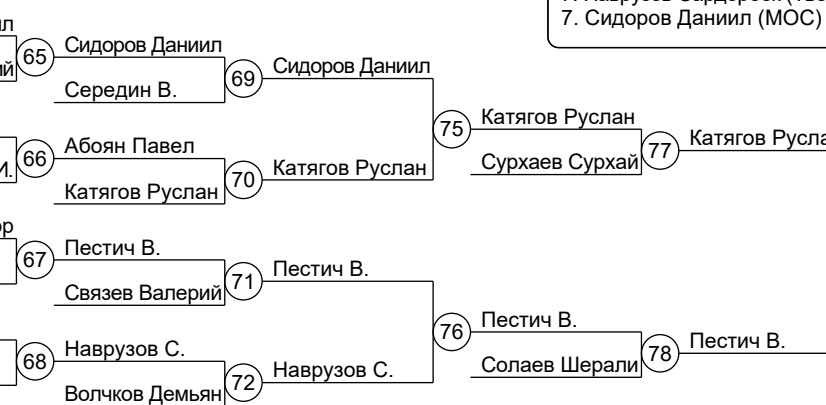 7. Сидоров Даниил (МОС)
65
Сидоров Даниил
Середин В.
69
Сидоров Даниил
75
Катягов Руслан
Сурхаев Сурхай
77
66
И.
Абоян Павел
Катягов Руслан
70
Катягов Руслан
67
Пестич В.
Связев Валерий
71
Пестич В.
76
Пестич В.
Солаев Шерали
78
Пестич В.
68
Наврузов С.
Волчков Демьян
72
Наврузов С.
Катягов